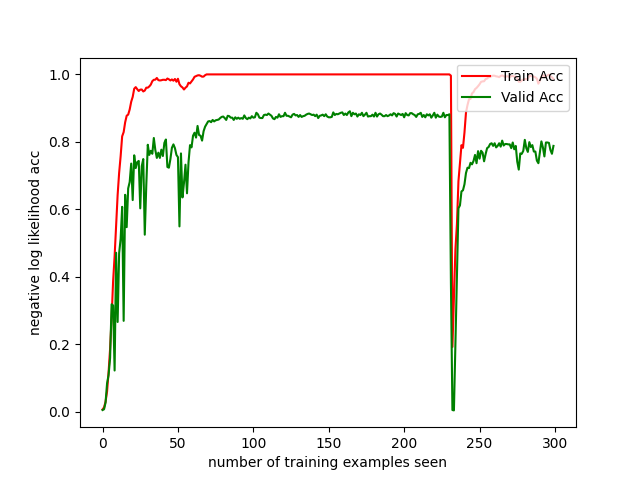 negative log likelihood acc
1.0
0.8
0.6
0.4
0.2
0.0
Train Acc
Valid Acc
0 50 100 150 200 250 300
number of training examples seen